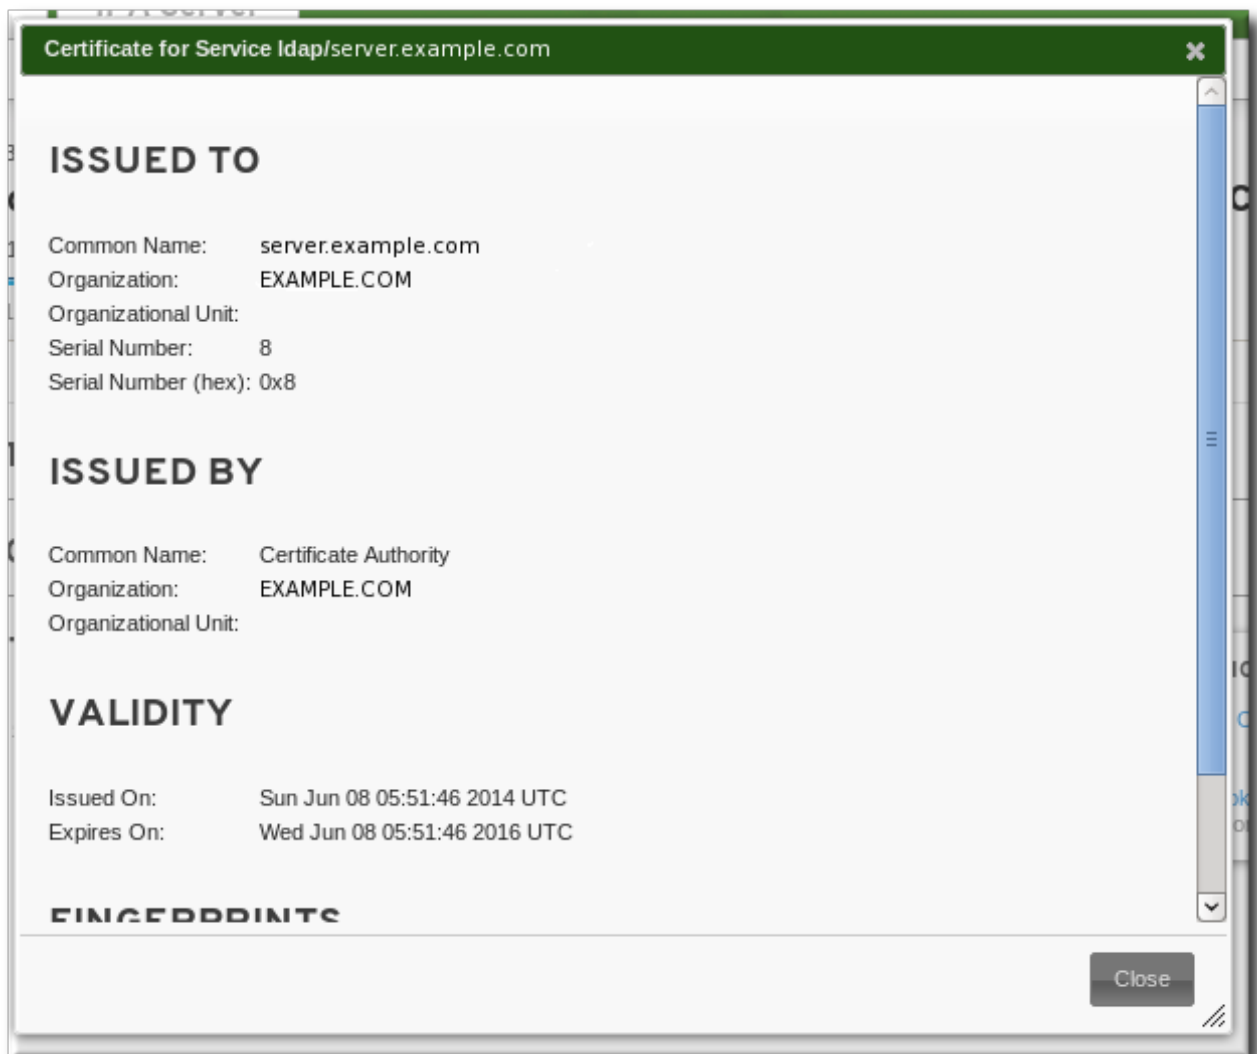 IPA Server
Certificate for Service ldap/server.example.com
ISSUED TO
Common Name: server.example.com
Organization: EXAMPLE.COM
Organizational Unit:
Serial Number: 8
Serial Number (hex): 0x8
ISSUED BY
Common Name: Certificate Authority
Organization: EXAMPLE.COM
Organizational Unit:
VALIDITY
Issued On: Sun Jun 08 05:51:46 2014 UTC
Expires On: Wed Jun 08 05:51:46 2016 UTC
FINGERPRINTS
Close